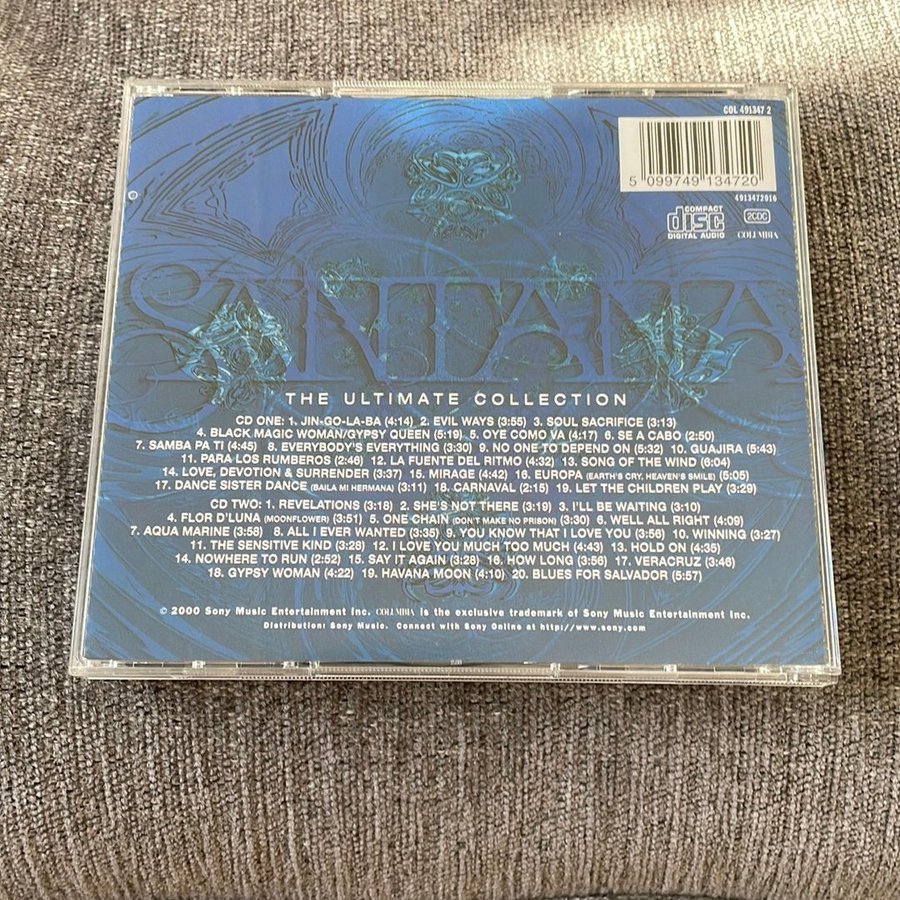 COL 491347 2
5 099749 134720
4913472010
COMPACT
disc
DIGITAL AUDIO
2CDC
COLUMBIA
SANTANA
THE ULTIMATE COLLECTION
CD ONE: 1. JIN-GO-LA-BA (4:14) 2. EVIL WAYS (3:55) 3. SOUL SACRIFICE (3:13)
4. BLACK MAGIC WOMAN/GYPSY QUEEN (5:19) 5. OYE COMO VA (4:17) 6. SE A CABO (2:50)
7. SAMBA PA TI (4:45) 8. EVERYBODY'S EVERYTHING (3:30) 9. NO ONE TO DEPEND ON (5:32) 10. GUAJIRA (5:43)
11. PARA LOS RUMBEROS (2:46) 12. LA FUENTE DEL RITMO (4:32) 13. SONG OF THE WIND (6:04)
14. LOVE, DEVOTION & SURRENDER (3:37) 15. MIRAGE (4:42) 16. EUROPA (EARTH'S CRY, HEAVEN'S SMILE) (5:05)
17. DANCE SISTER DANCE (BAILA MI HERMANA) (3:11) 18. CARNAVAL (2:15) 19. LET THE CHILDREN PLAY (3:29)
CD TWO: 1. REVELATIONS (3:18) 2. SHE'S NOT THERE (3:19) 3. I'LL BE WAITING (3:10)
4. FLOR D'LUNA (MOONFLOWER) (3:51) 5. ONE CHAIN (DON'T MAKE NO PRISON) (3:30) 6. WELL ALL RIGHT (4:09)
7. AQUA MARINE (3:58) 8. ALL I EVER WANTED (3:35) 9. YOU KNOW THAT I LOVE YOU (3:56) 10. WINNING (3:27)
11. THE SENSITIVE KIND (3:28) 12. I LOVE YOU MUCH TOO MUCH (4:43) 13. HOLD ON (4:35)
14. NOWHERE TO RUN (2:52) 15. SAY IT AGAIN (3:28) 16. HOW LONG (3:56) 17. VERACRUZ (3:46)
18. GYPSY WOMAN (4:22) 19. HAVANA MOON (4:10) 20. BLUES FOR SALVADOR (5:57)
© 2000 Sony Music Entertainment Inc. COLUMBIA is the exclusive trademark of Sony Music Entertainment Inc.
Distribution: Sony Music. Connect with Sony Online at http://www.sony.com